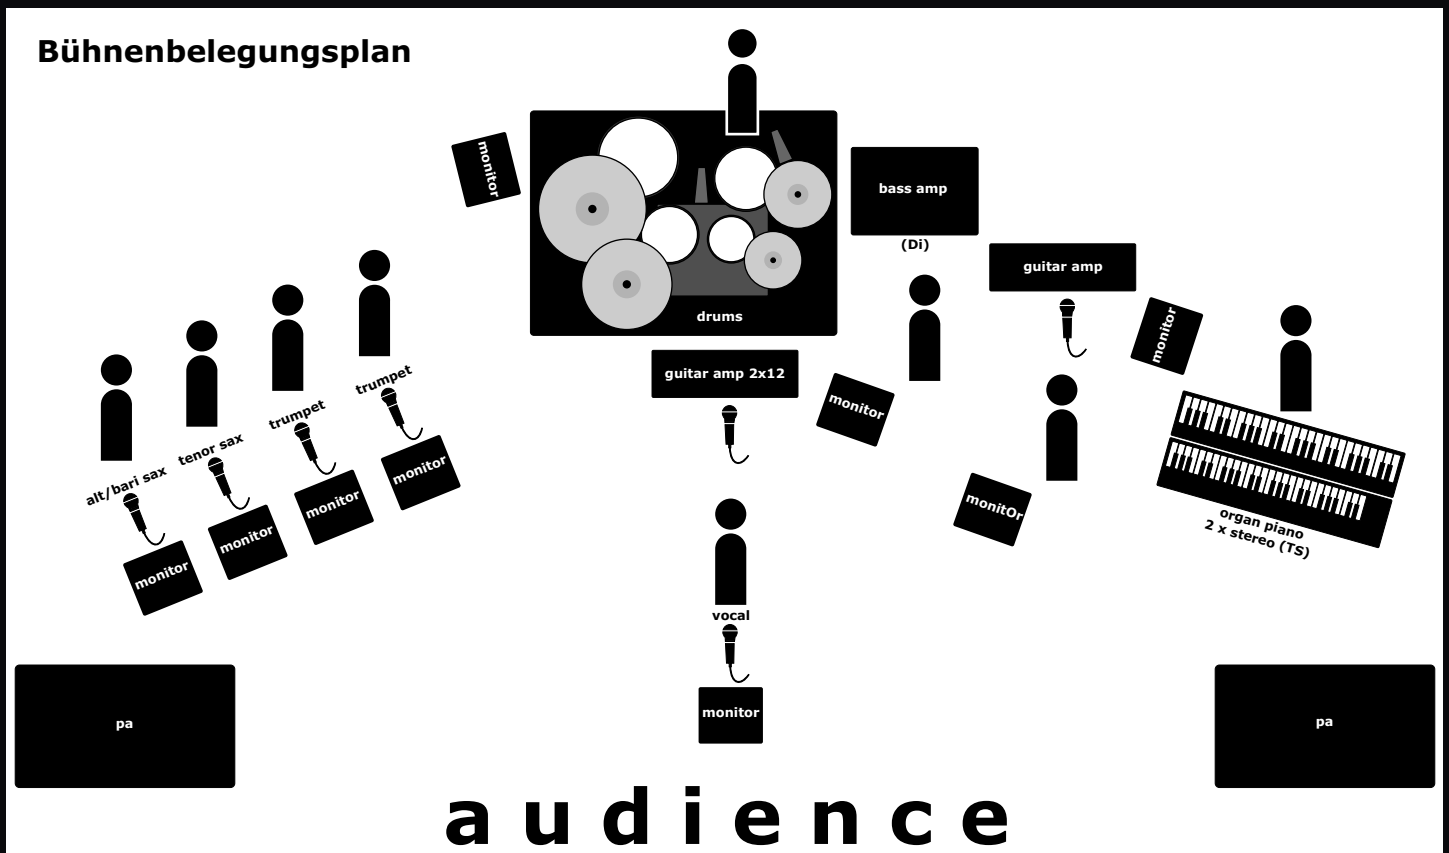 Bühnenbelegungsplan
monitor
drums
bass amp
(Di)
guitar amp
monitor
guitar amp 2x12
monitor
trumpet
monitor
trumpet
monitor
tenor sax
monitor
alt/bari sax
monitor
monitOr
organ piano
2 x stereo (TS)
vocal
monitor
pa
pa
audience